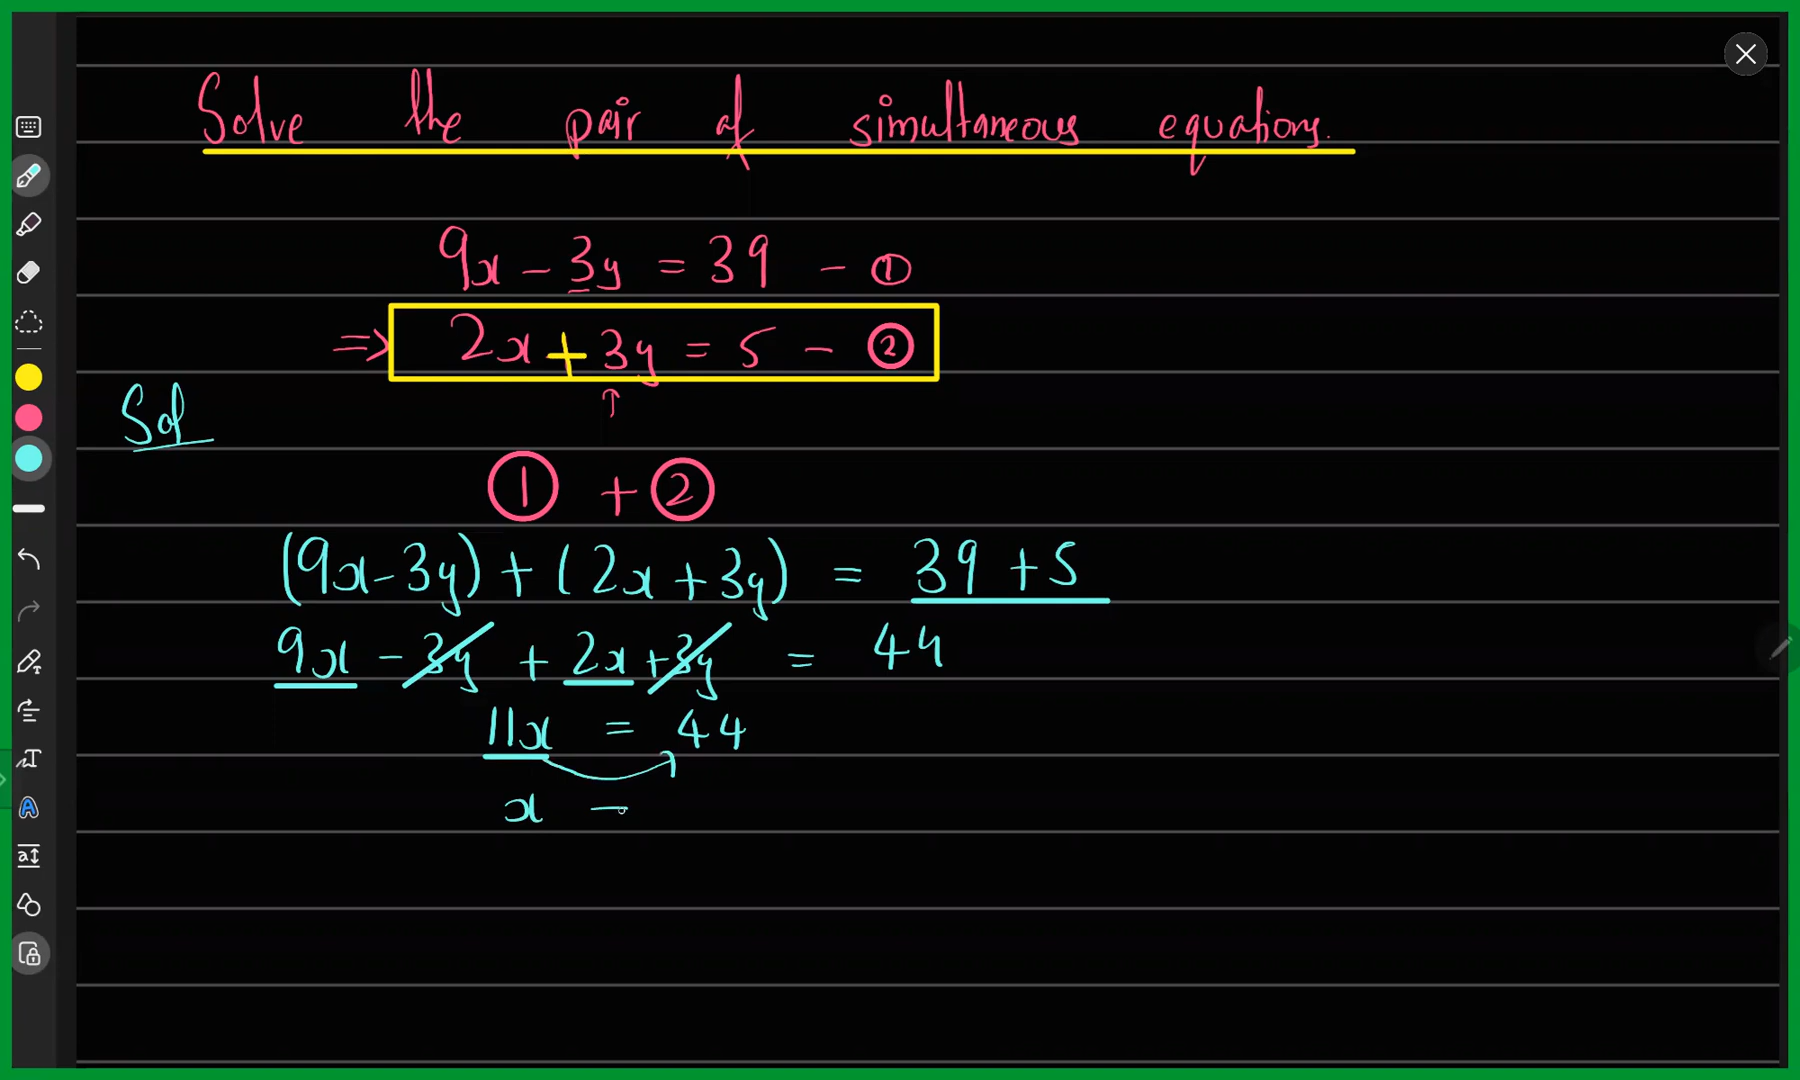 Solve the pair of simultaneous equations.
9x - 3y = 39 - ①
⇒ 2x + 3y = 5 - ②
↑
Sol
① + ②
(9x - 3y) + (2x + 3y) = 39 + 5
9x - 3y + 2x + 3y = 44
11x = 44
x -